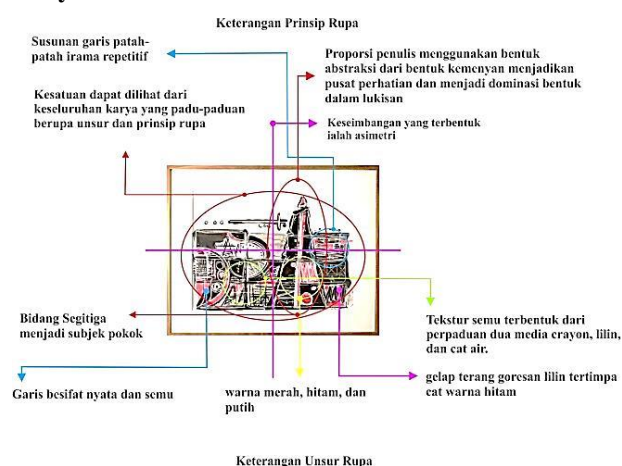 Keterangan Prinsip Rupa
Susunan garis patah-
patah irama repetitif
Proporsi penulis menggunakan bentuk
abstraksi dari bentuk kemenyan menjadikan
pusat perhatian dan menjadi dominasi bentuk
dalam lukisan
Kesatuan dapat dilihat dari
keseluruhan karya yang padu-paduan
berupa unsur dan prinsip rupa
Keseimbangan yang terbentuk
ialah asimetri
Bidang Segitiga
menjadi subjek pokok
Tekstur semu terbentuk dari
perpaduan dua media crayon, lilin,
dan cat air.
Garis besifat nyata dan semu
warna merah, hitam, dan
putih
gelap terang goresan lilin tertimpa
cat warna hitam
Keterangan Unsur Rupa